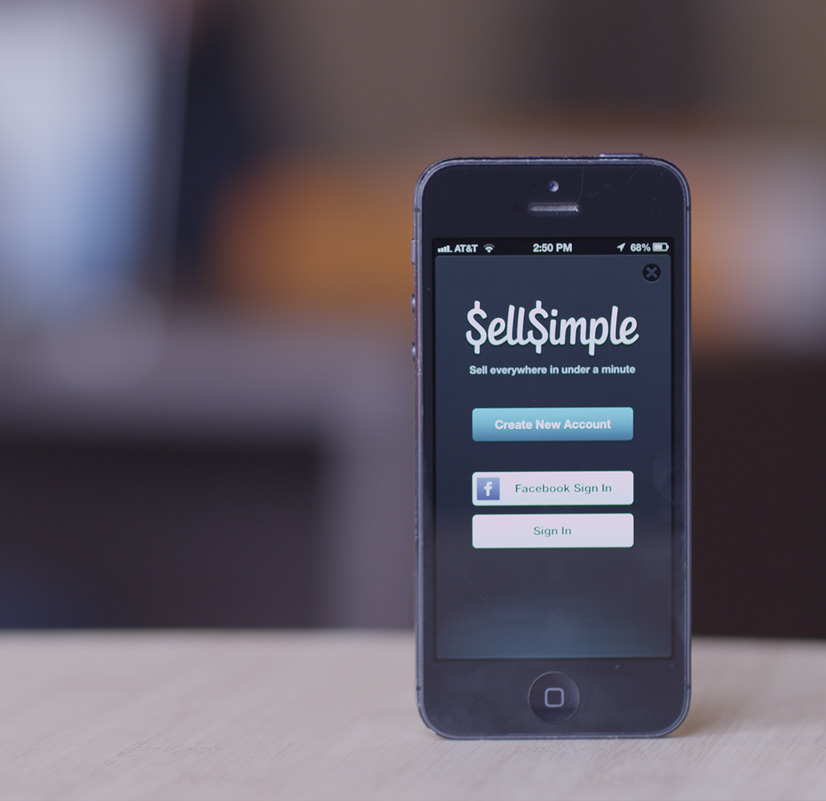 AT&T 2:50 PM 68%
$ell$imple
Sell everywhere in under a minute
Create New Account
f Facebook Sign In
Sign In